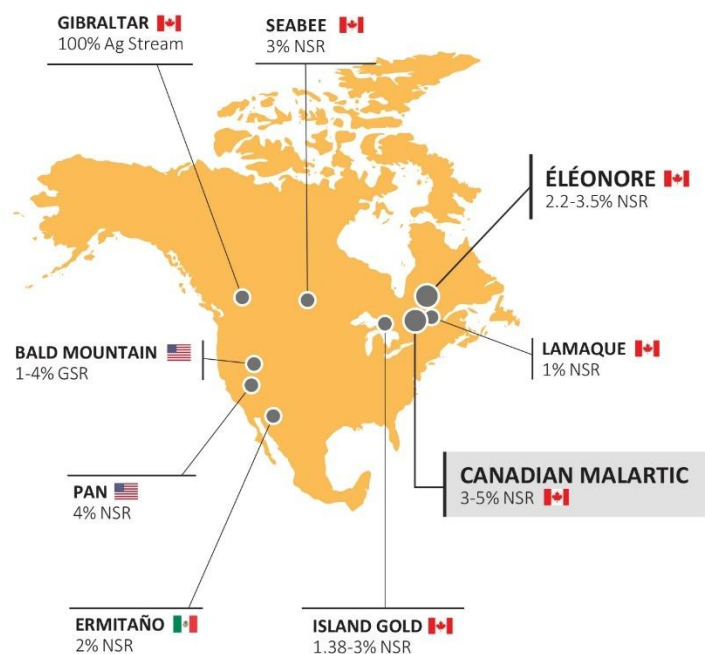 GIBRALTAR
100% Ag Stream
SEABEE
3% NSR
ÉLÉONORE
2.2-3.5% NSR
BALD MOUNTAIN
1-4% GSR
LAMAQUE
1% NSR
CANADIAN MALARTIC
3-5% NSR
PAN
4% NSR
ERMITAÑO
2% NSR
ISLAND GOLD
1.38-3% NSR